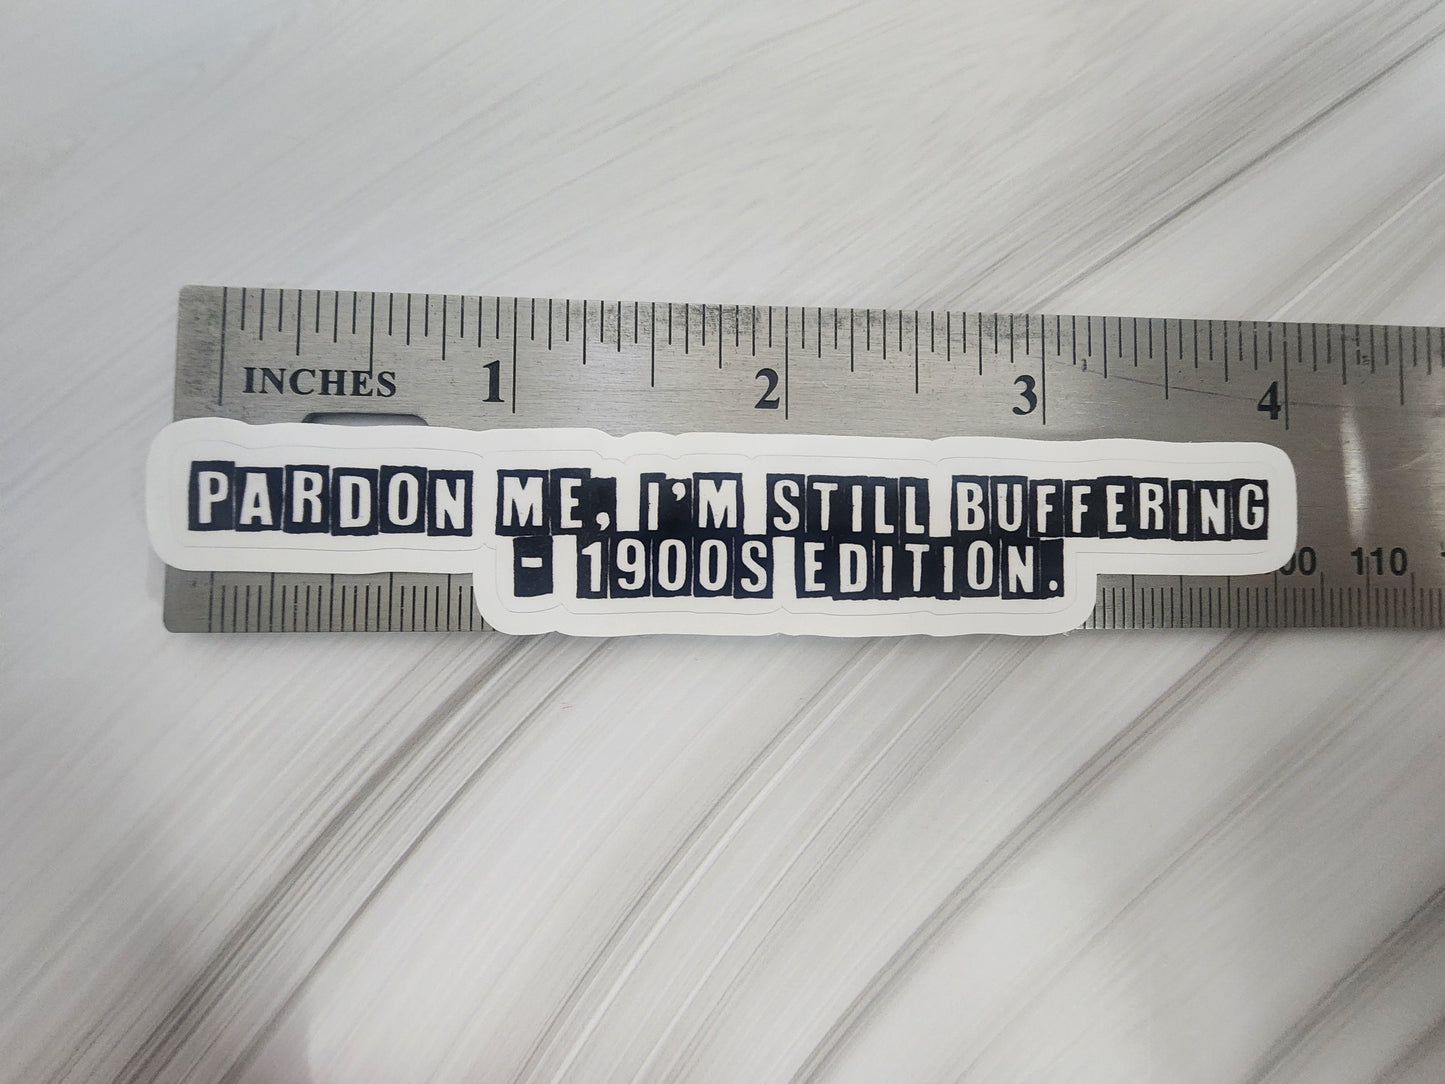 INCHES 1 2 3 4
PARDON ME, I'M STILL BUFFERING
- 1900S EDITION.
110